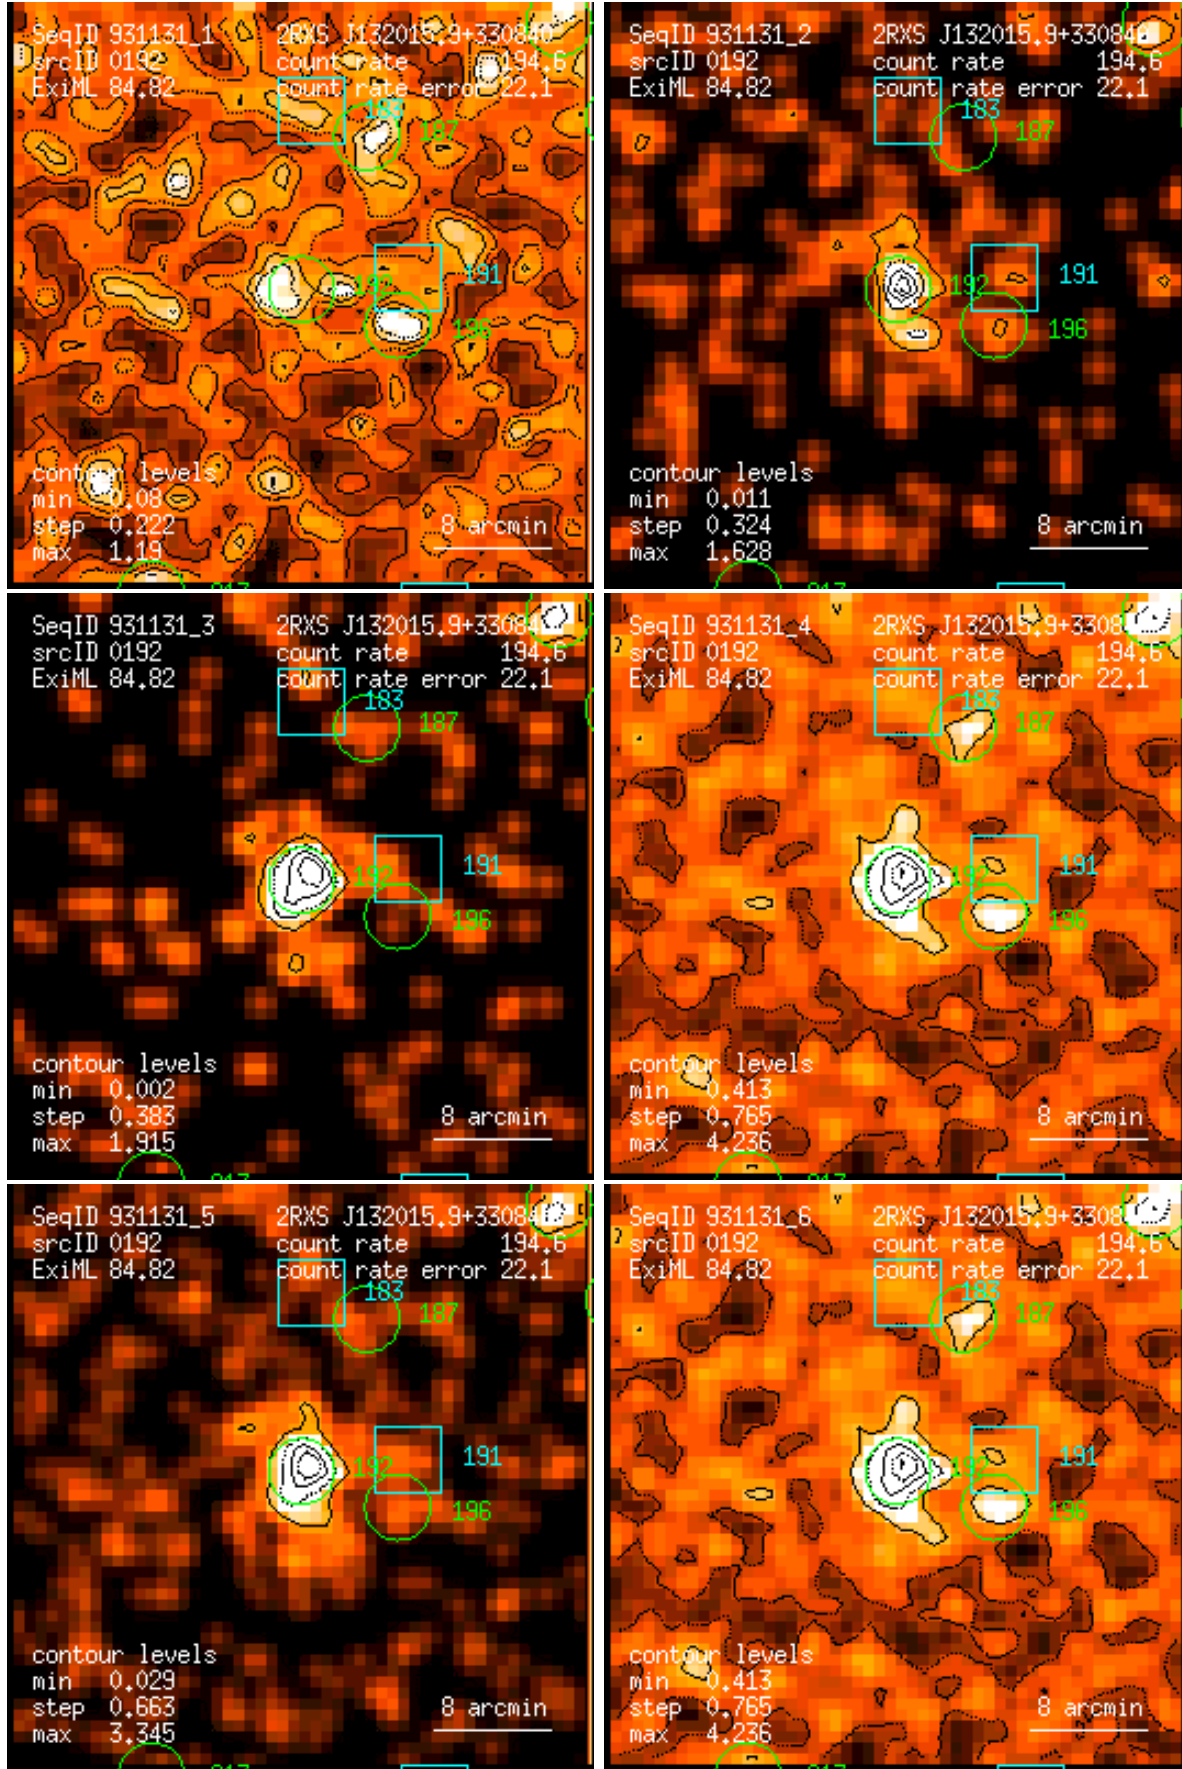 SeqID 931131_1 2RXS J132015.9+330840
srcID 0192 count rate 194.6
ExiML 84.82 count rate error 22.1
183
187
192
191
196
contour levels
min 0.08
step 0.222
max 1.19
8 arcmin
SeqID 931131_2 2RXS J132015.9+330840
srcID 0192 count rate 194.6
ExiML 84.82 count rate error 22.1
183
187
192
191
196
contour levels
min 0.011
step 0.324
max 1.628
8 arcmin
SeqID 931131_3 2RXS J132015.9+330840
srcID 0192 count rate 194.6
ExiML 84.82 count rate error 22.1
183
187
192
191
196
contour levels
min 0.002
step 0.383
max 1.915
8 arcmin
SeqID 931131_4 2RXS J132015.9+330840
srcID 0192 count rate 194.6
ExiML 84.82 count rate error 22.1
183
187
192
191
196
contour levels
min 0.413
step 0.765
max 4.236
8 arcmin
SeqID 931131_5 2RXS J132015.9+330840
srcID 0192 count rate 194.6
ExiML 84.82 count rate error 22.1
183
187
192
191
196
contour levels
min 0.029
step 0.663
max 3.345
8 arcmin
SeqID 931131_6 2RXS J132015.9+330840
srcID 0192 count rate 194.6
ExiML 84.82 count rate error 22.1
183
187
192
191
196
contour levels
min 0.413
step 0.765
max 4.236
8 arcmin